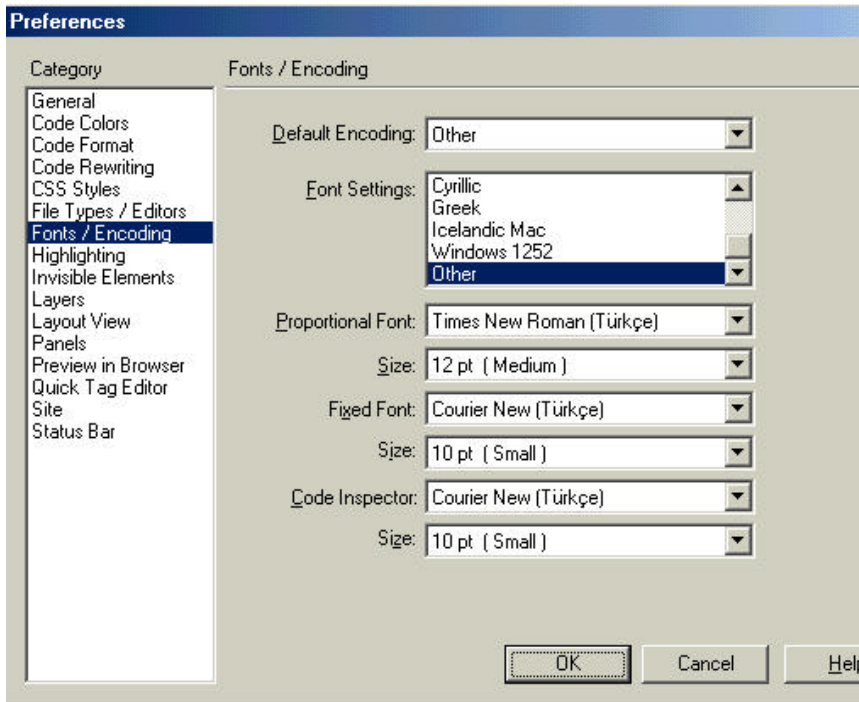 Preferences
Category
General
Code Colors
Code Format
Code Rewriting
CSS Styles
File Types / Editors
Fonts / Encoding
Highlighting
Invisible Elements
Layers
Layout View
Panels
Preview in Browser
Quick Tag Editor
Site
Status Bar
Fonts / Encoding
Default Encoding: Other
Font Settings: Cyrillic
Greek
Icelandic Mac
Windows 1252
Other
Proportional Font: Times New Roman (Türkçe)
Size: 12 pt ( Medium )
Fixed Font: Courier New (Türkçe)
Size: 10 pt ( Small )
Code Inspector: Courier New (Türkçe)
Size: 10 pt ( Small )
OK Cancel Hel